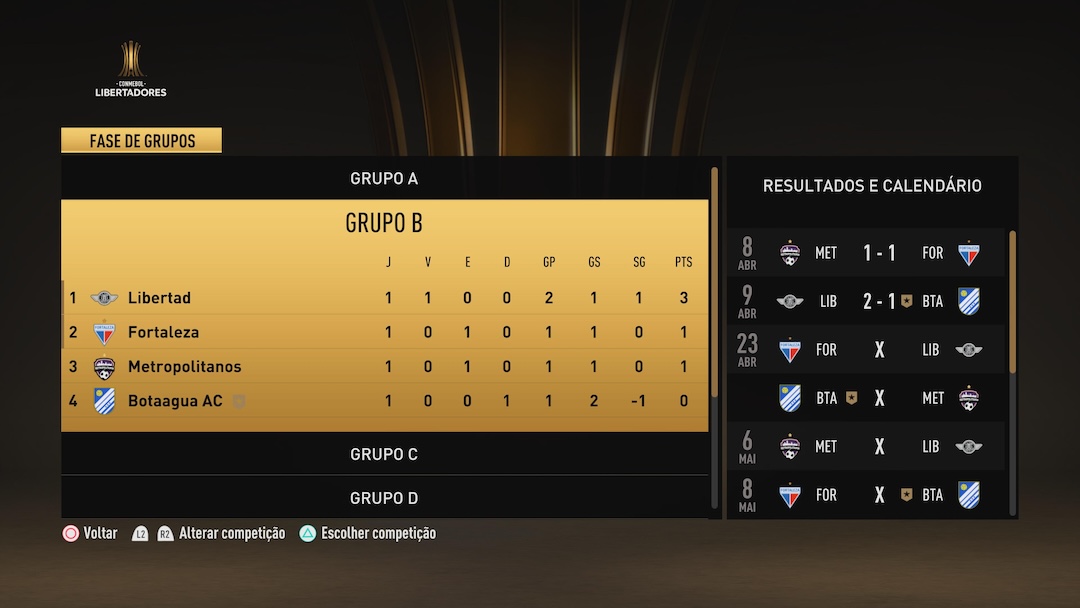 ·CONMEBOL·
LIBERTADORES
FASE DE GRUPOS
GRUPO A
GRUPO B
J V E D GP GS SG PTS
1 Libertad 1 1 0 0 2 1 1 3
2 Fortaleza 1 0 1 0 1 1 0 1
3 Metropolitanos 1 0 1 0 1 1 0 1
4 Botaagua AC 1 0 0 1 1 2 -1 0
GRUPO C
GRUPO D
RESULTADOS E CALENDÁRIO
8 ABR MET 1 - 1 FOR
9 ABR LIB 2 - 1 BTA
23 ABR FOR X LIB
BTA X MET
6 MAI MET X LIB
8 MAI FOR X BTA
Voltar L2 R2 Alterar competição Escolher competição